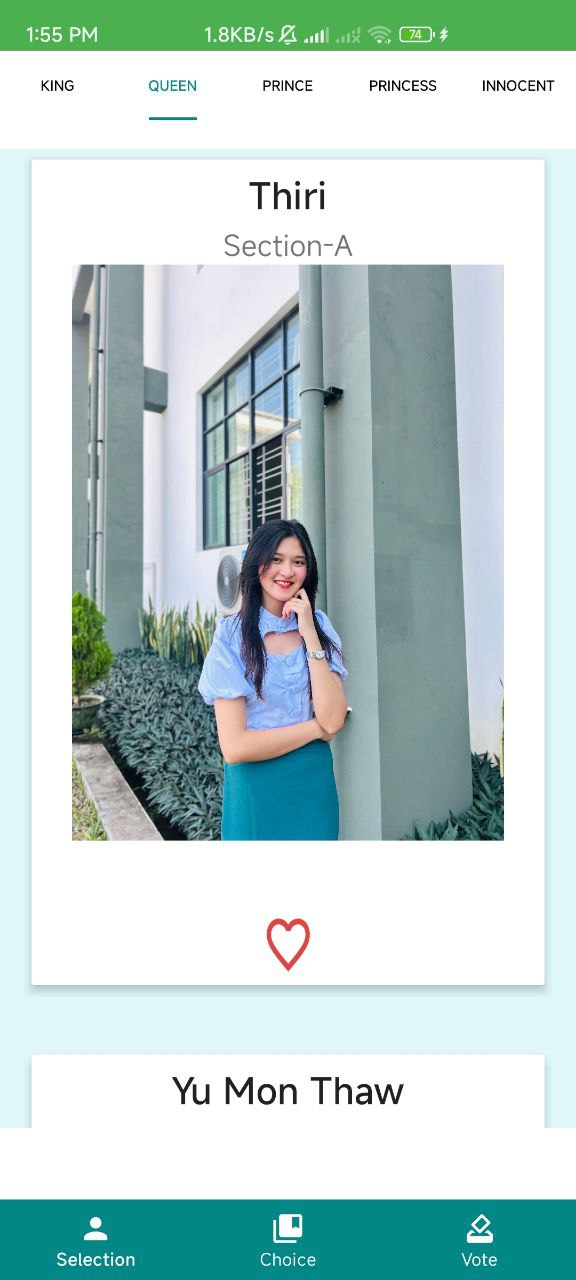 1:55 PM 1.8KB/s 74
KING QUEEN PRINCE PRINCESS INNOCENT
Thiri
Section-A
Yu Mon Thaw
Selection Choice Vote